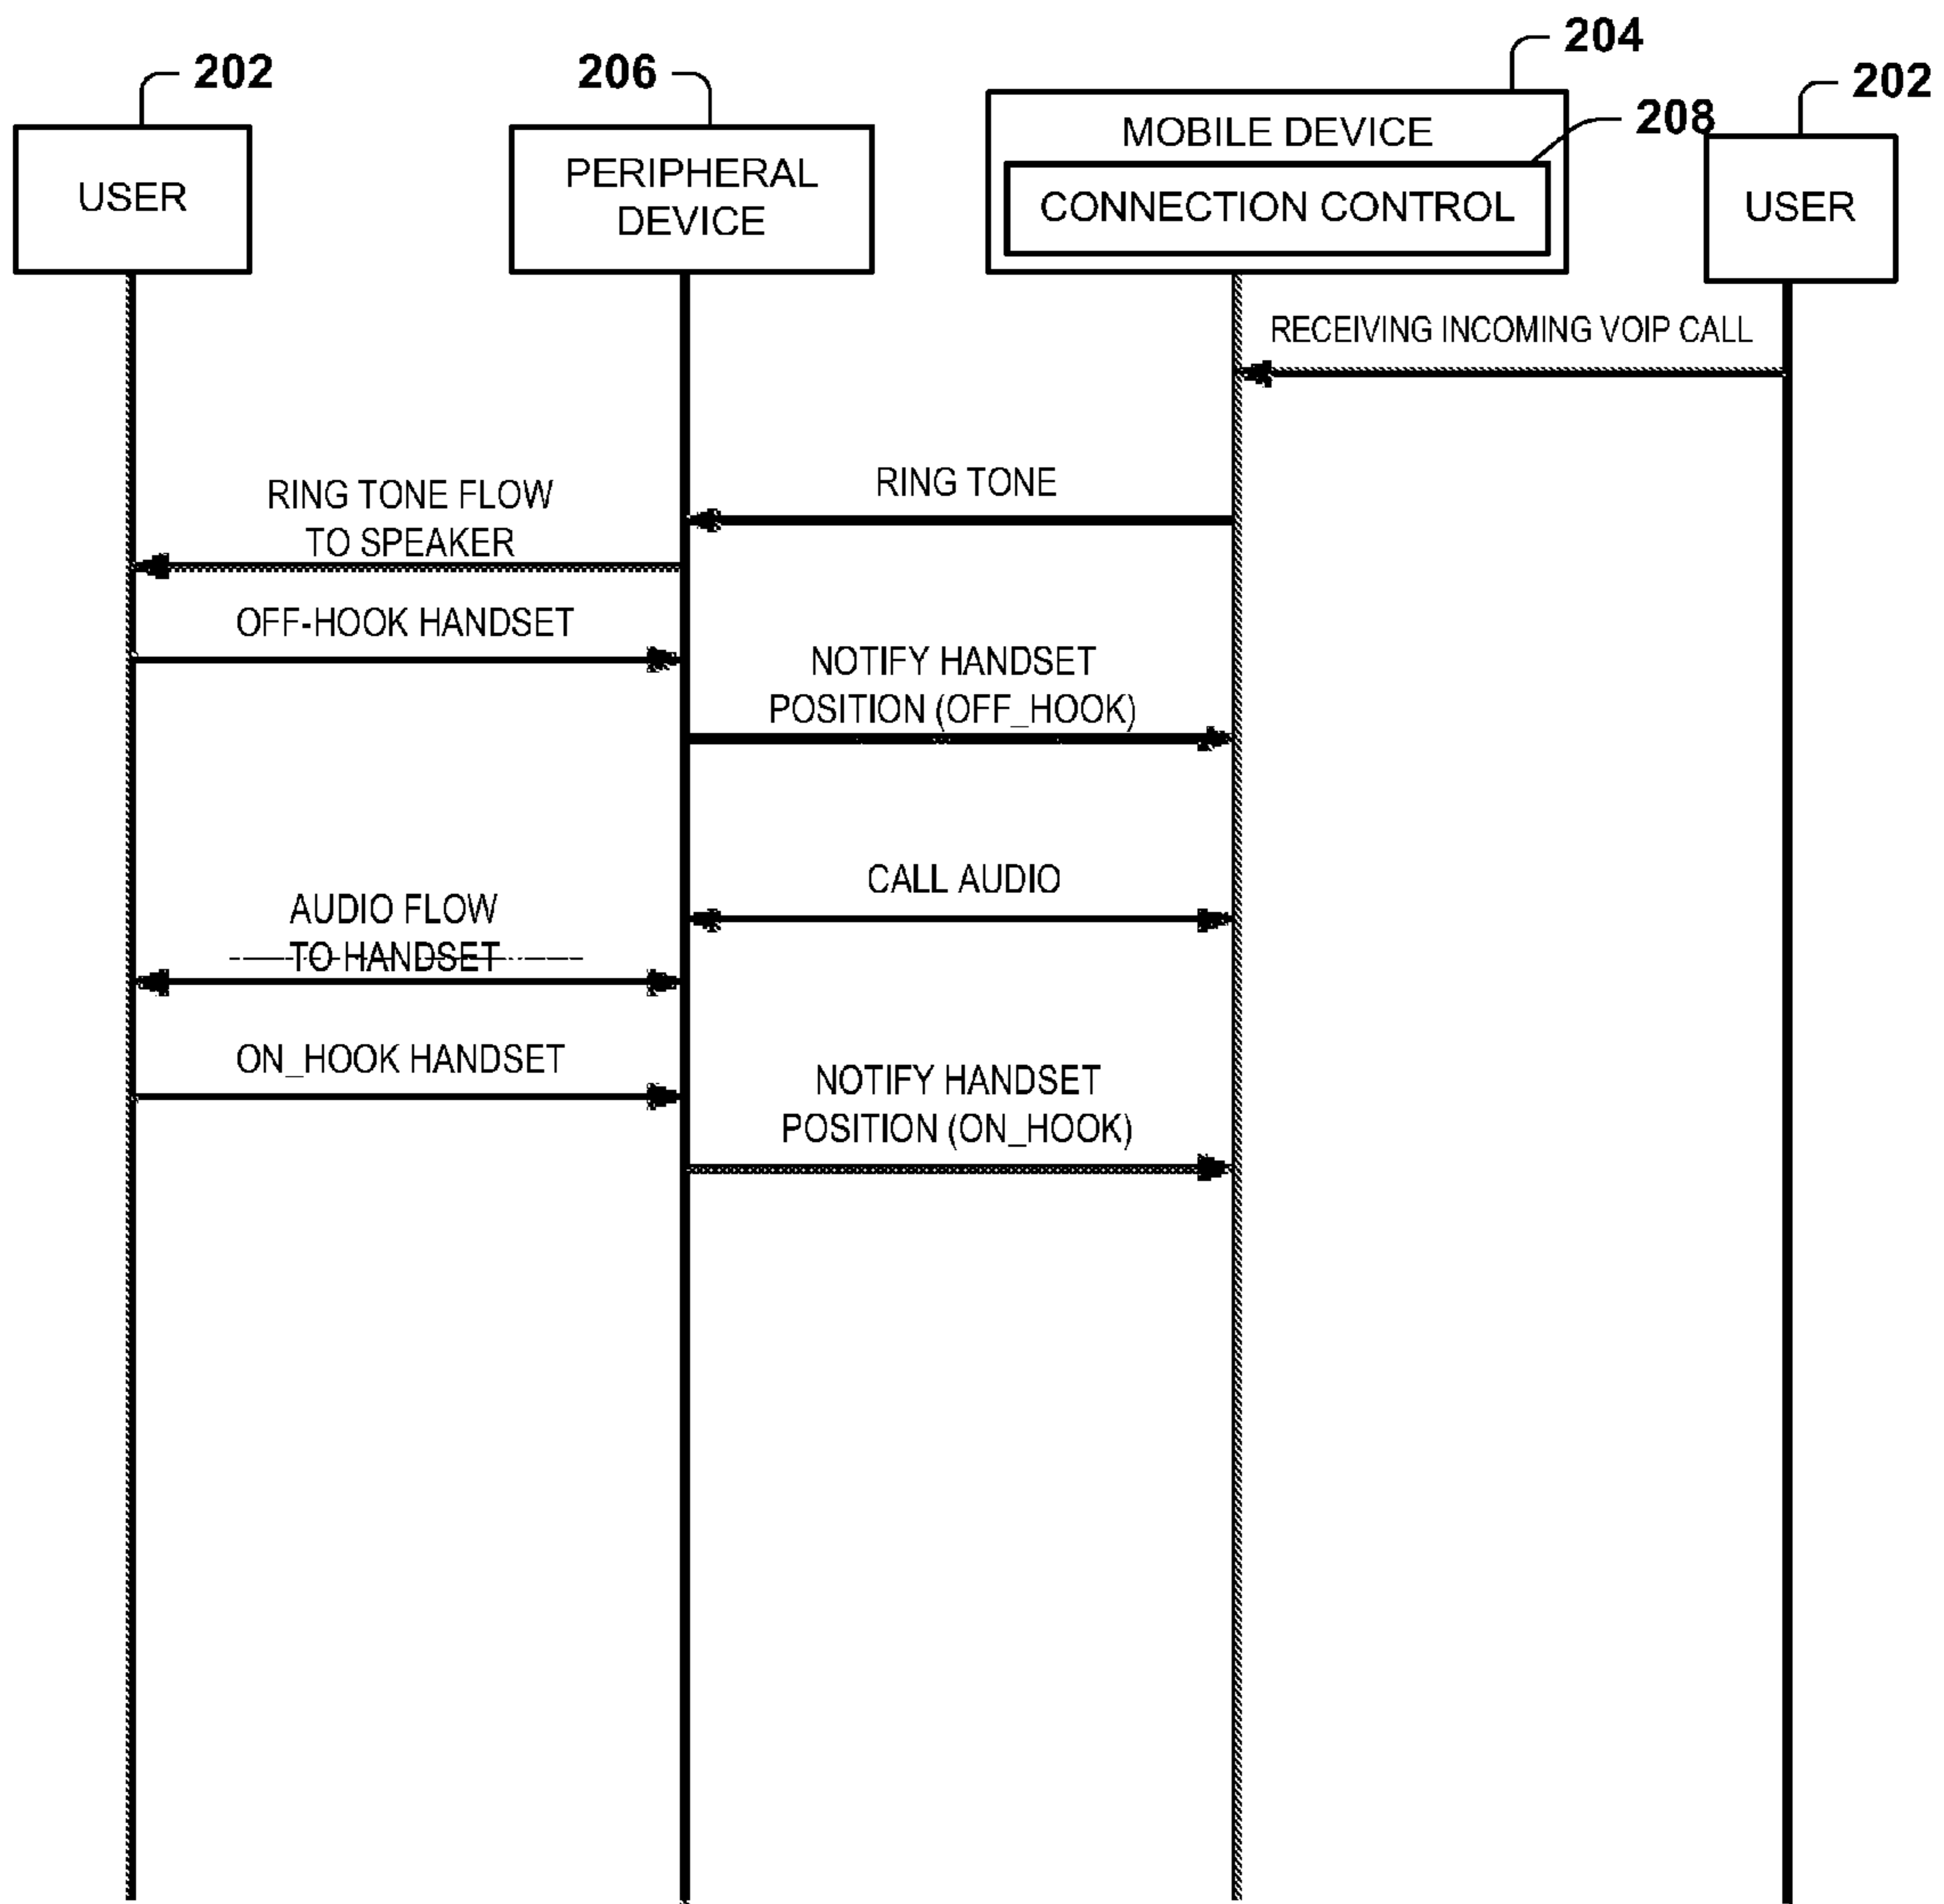 204
202
206
202
208
MOBILE DEVICE
USER
PERIPHERAL
DEVICE
CONNECTION CONTROL
USER
RECEIVING INCOMING VOIP CALL
RING TONE
RING TONE FLOW
TO SPEAKER
OFF-HOOK HANDSET
NOTIFY HANDSET
POSITION (OFF_HOOK)
CALL AUDIO
AUDIO FLOW
TO HANDSET
ON_HOOK HANDSET
NOTIFY HANDSET
POSITION (ON_HOOK)